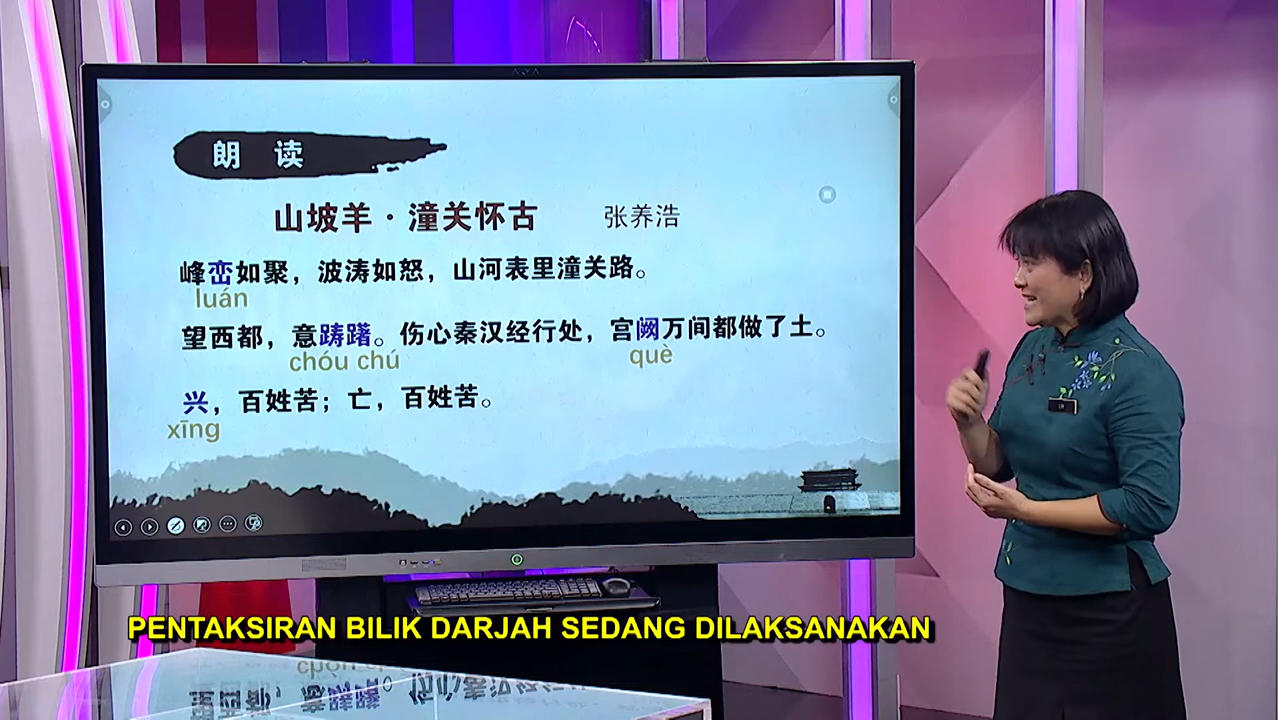 朗 读
山坡羊·潼关怀古 张养浩
峰峦如聚，波涛如怒，山河表里潼关路。
luán
望西都，意踌躇。伤心秦汉经行处，宫阙万间都做了土。
chóu chú què
兴，百姓苦；亡，百姓苦。
xīng
PENTAKSIRAN BILIK DARJAH SEDANG DILAKSANAKAN